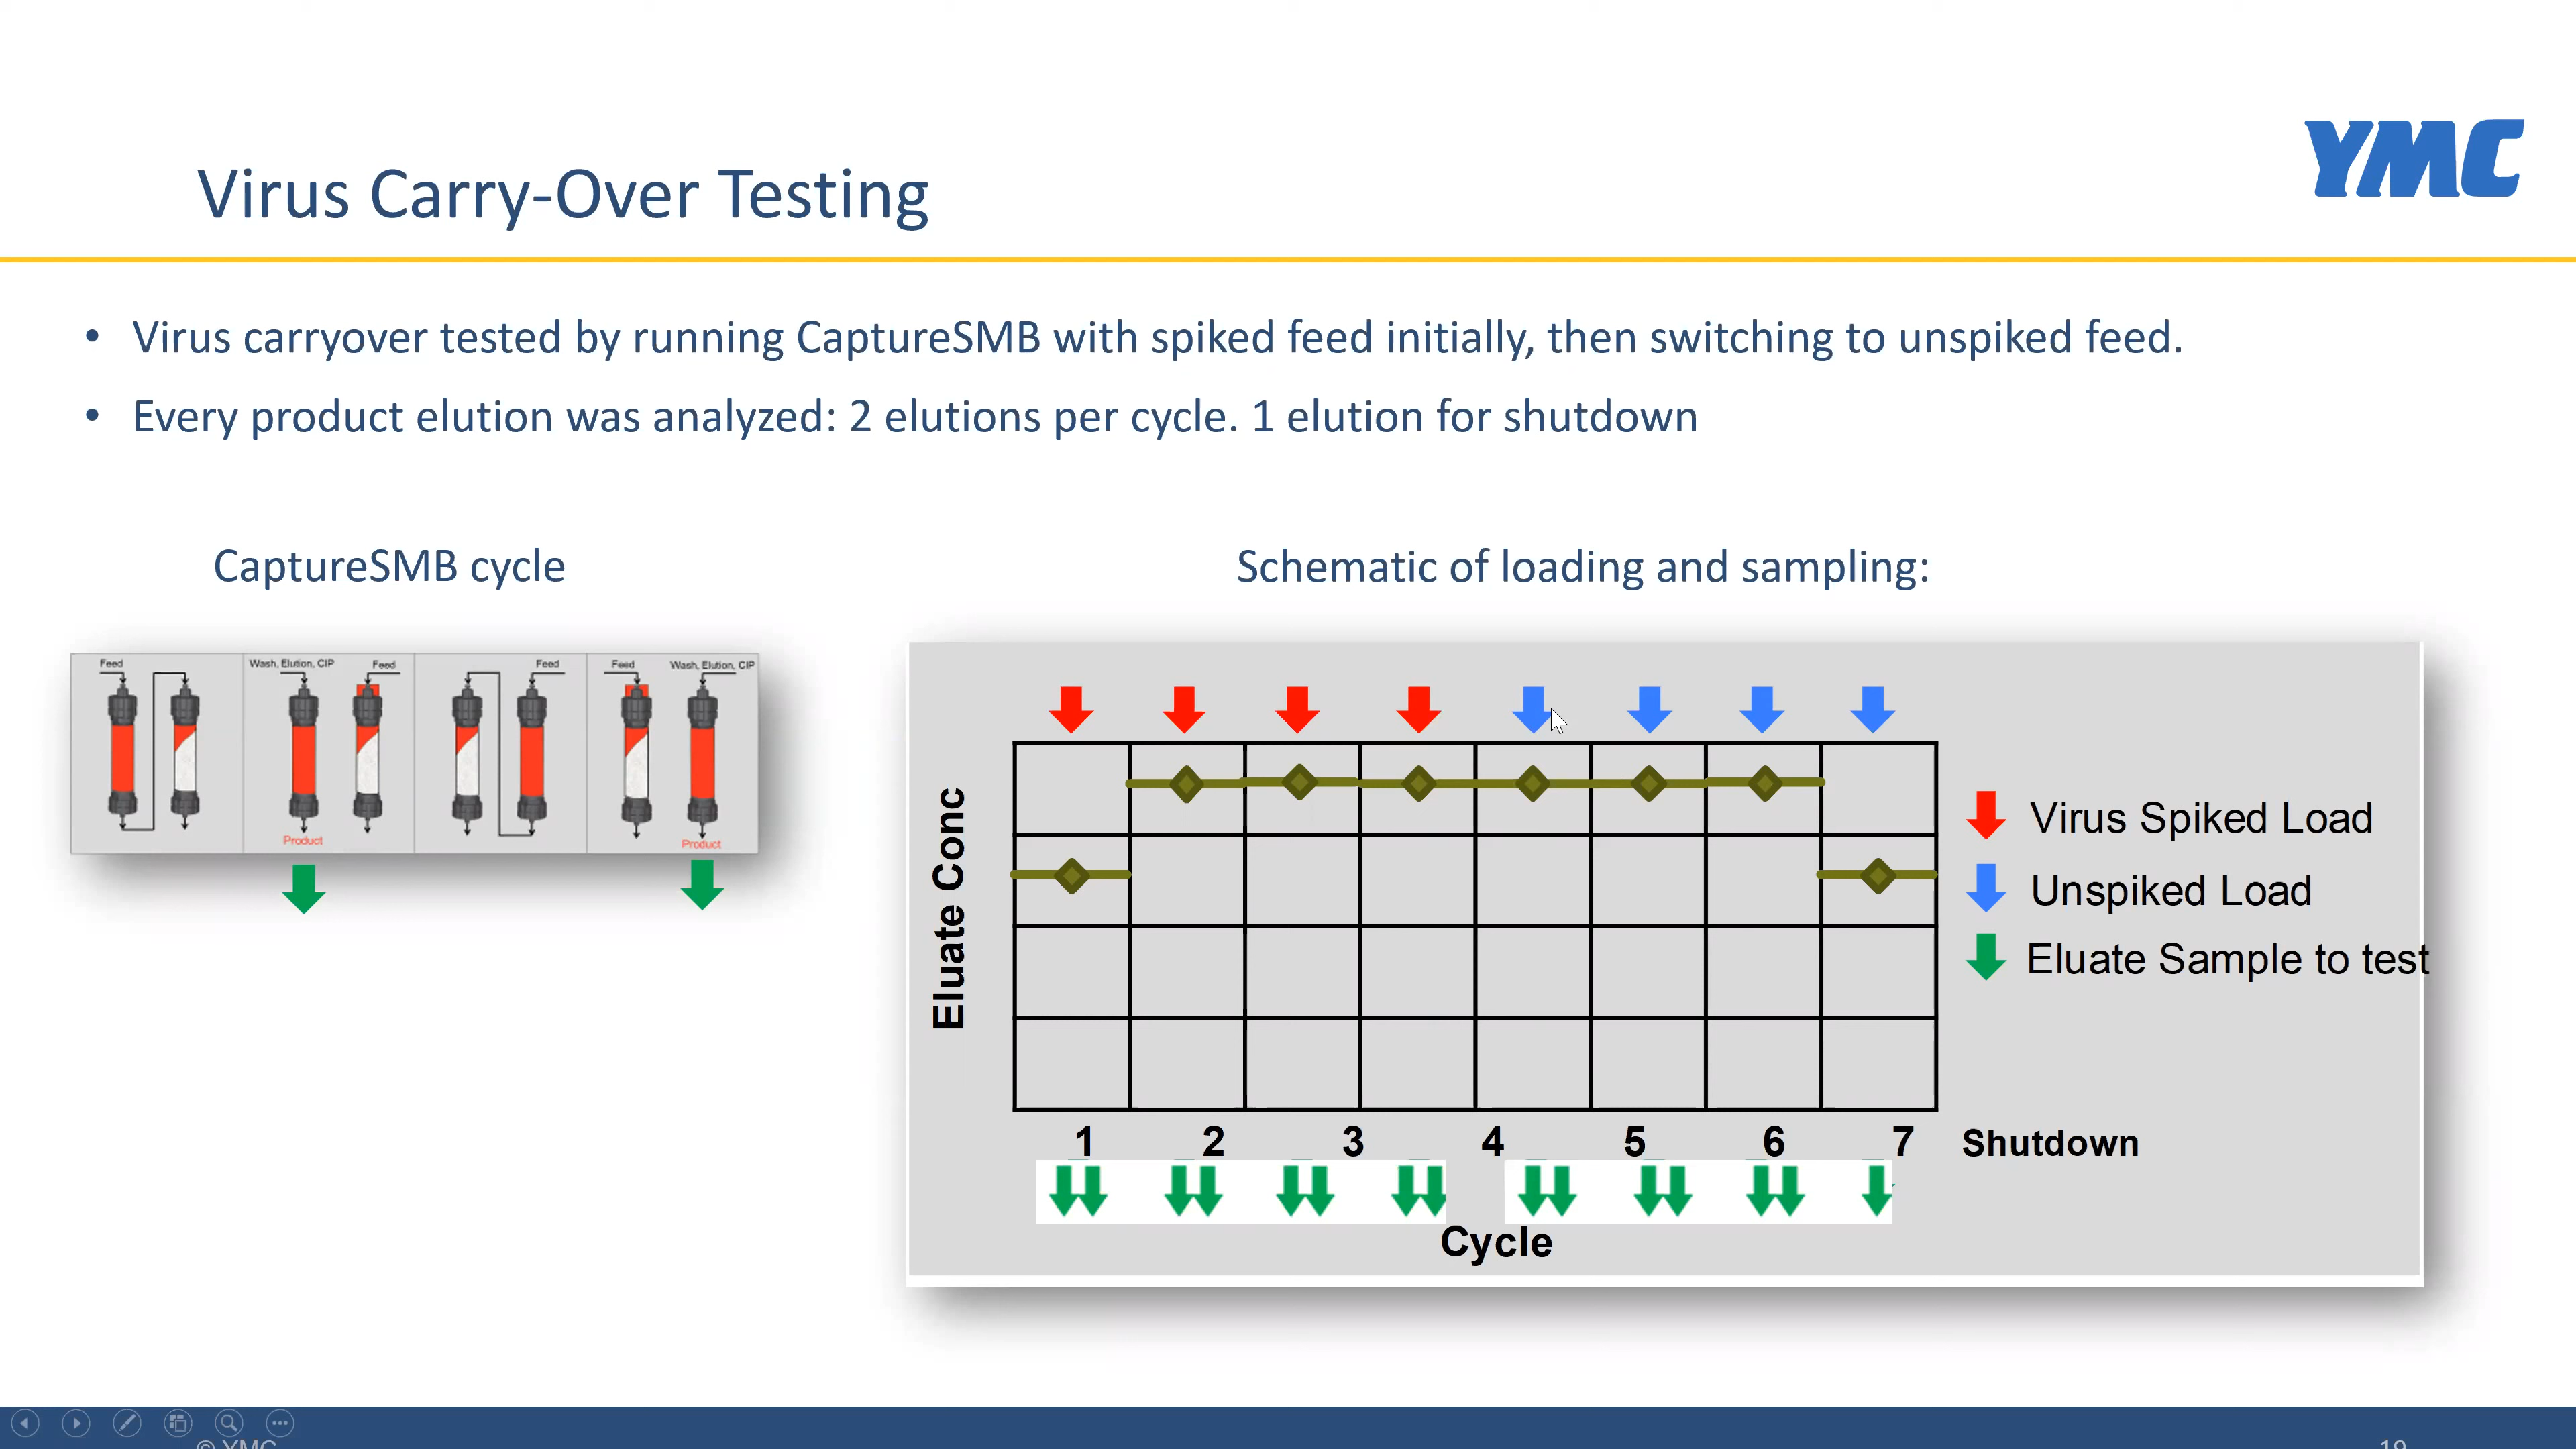 YMC
Virus Carry-Over Testing
• Virus carryover tested by running CaptureSMB with spiked feed initially, then switching to unspiked feed.
• Every product elution was analyzed: 2 elutions per cycle. 1 elution for shutdown
CaptureSMB cycle
Feed
Wash, Elution, CIP
Feed
Feed
Feed
Wash, Elution, CIP
Product
Product
Schematic of loading and sampling:
Eluate Conc
Virus Spiked Load
Unspiked Load
Eluate Sample to test
1 2 3 4 5 6 7 Shutdown
Cycle
© YMC
19